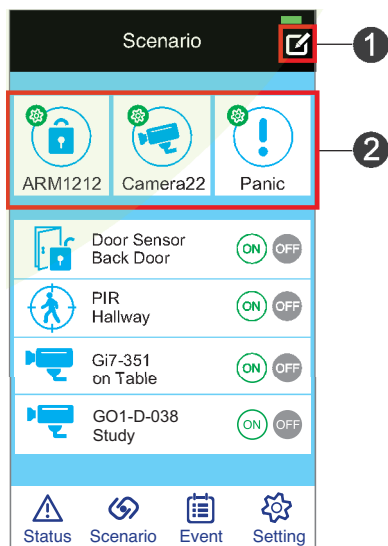 Scenario
1
ARM1212 Camera22 Panic
2
Door Sensor
Back Door
ON OFF
PIR
Hallway
ON OFF
Gi7-351
on Table
ON OFF
GO1-D-038
Study
ON OFF
Status Scenario Event Setting